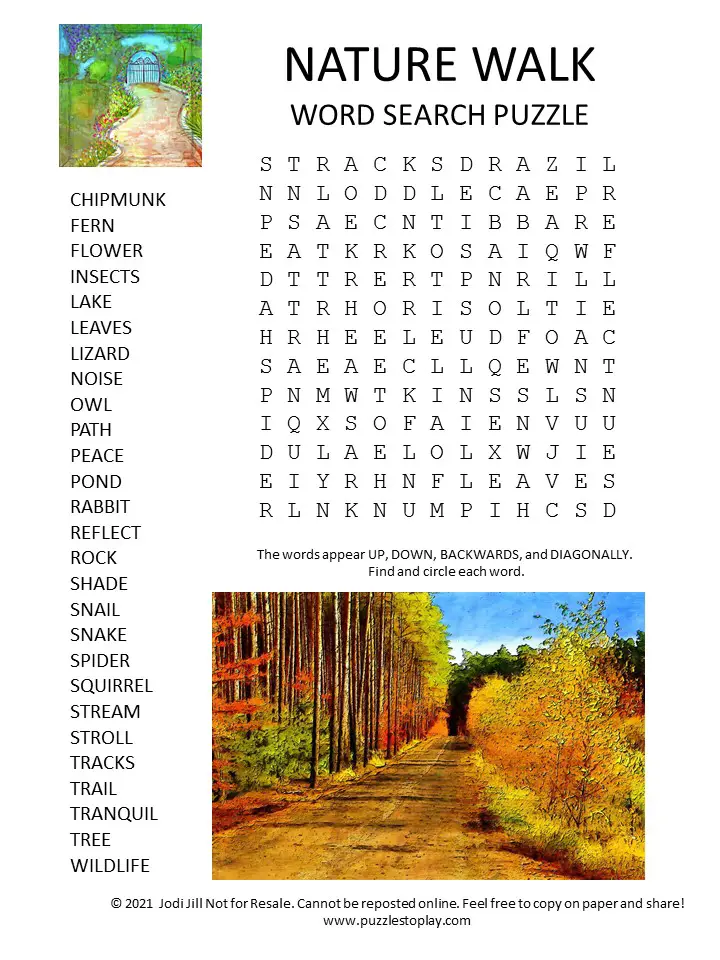 NATURE WALK
WORD SEARCH PUZZLE
S T R A C K S D R A Z I L
N N L O D D L E C A E P R
P S A E C N T I B B A R E
E A T K R K O S A I Q W F
D T T R E R T P N R I L L
A T R H O R I S O L T I E
H R H E E L E U D F O A C
S A E A E C L L Q E W N T
P N M W T K I N S S L S N
I Q X S O F A I E N V U U
D U L A E L O L X W J I E
E I Y R H N F L E A V E S
R L N K N U M P I H C S D
CHIPMUNK
FERN
FLOWER
INSECTS
LAKE
LEAVES
LIZARD
NOISE
OWL
PATH
PEACE
POND
RABBIT
REFLECT
ROCK
SHADE
SNAIL
SNAKE
SPIDER
SQUIRREL
STREAM
STROLL
TRACKS
TRAIL
TRANQUIL
TREE
WILDLIFE
The words appear UP, DOWN, BACKWARDS, and DIAGONALLY.
Find and circle each word.
© 2021 Jodi Jill Not for Resale. Cannot be reposted online. Feel free to copy on paper and share!
www.puzzlestoplay.com